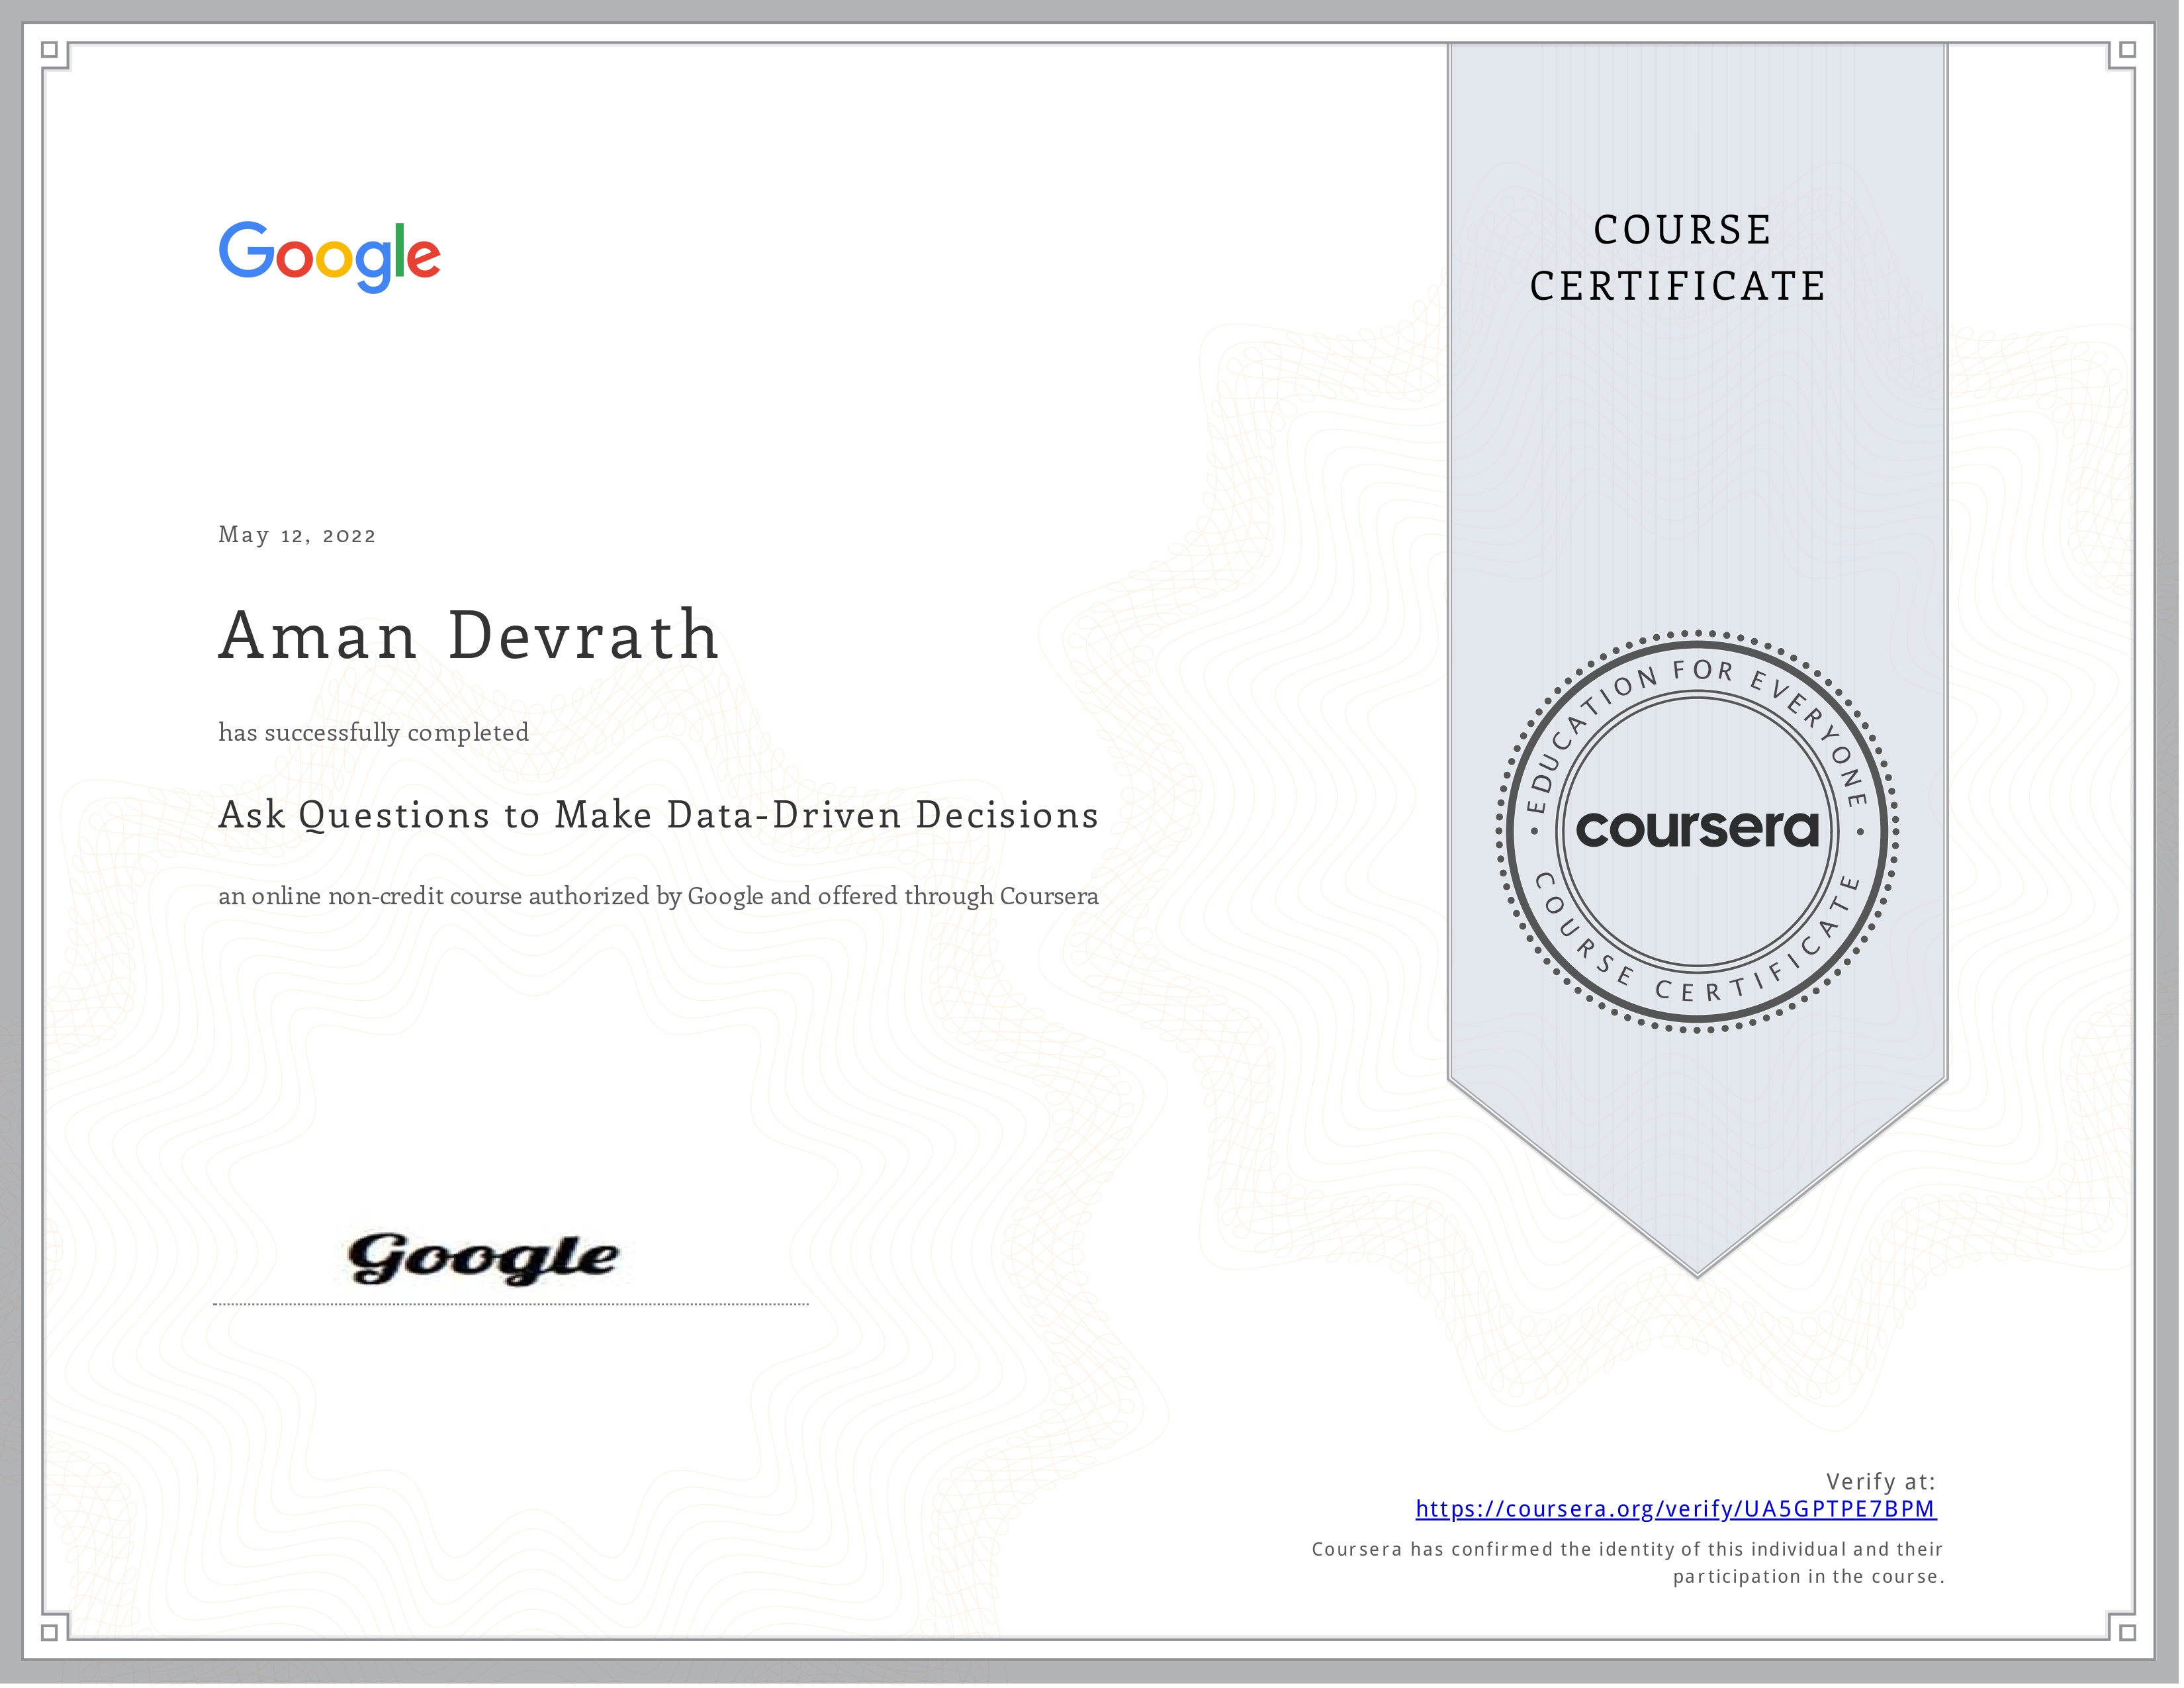 Google
COURSE
CERTIFICATE
May 12, 2022
Aman Devrath
has successfully completed
Ask Questions to Make Data-Driven Decisions
an online non-credit course authorized by Google and offered through Coursera
EDUCATION FOR EVERYONE
coursera
COURSE CERTIFICATE
Google
Verify at:
https://coursera.org/verify/UA5GPTPE7BPM
Coursera has confirmed the identity of this individual and their
participation in the course.